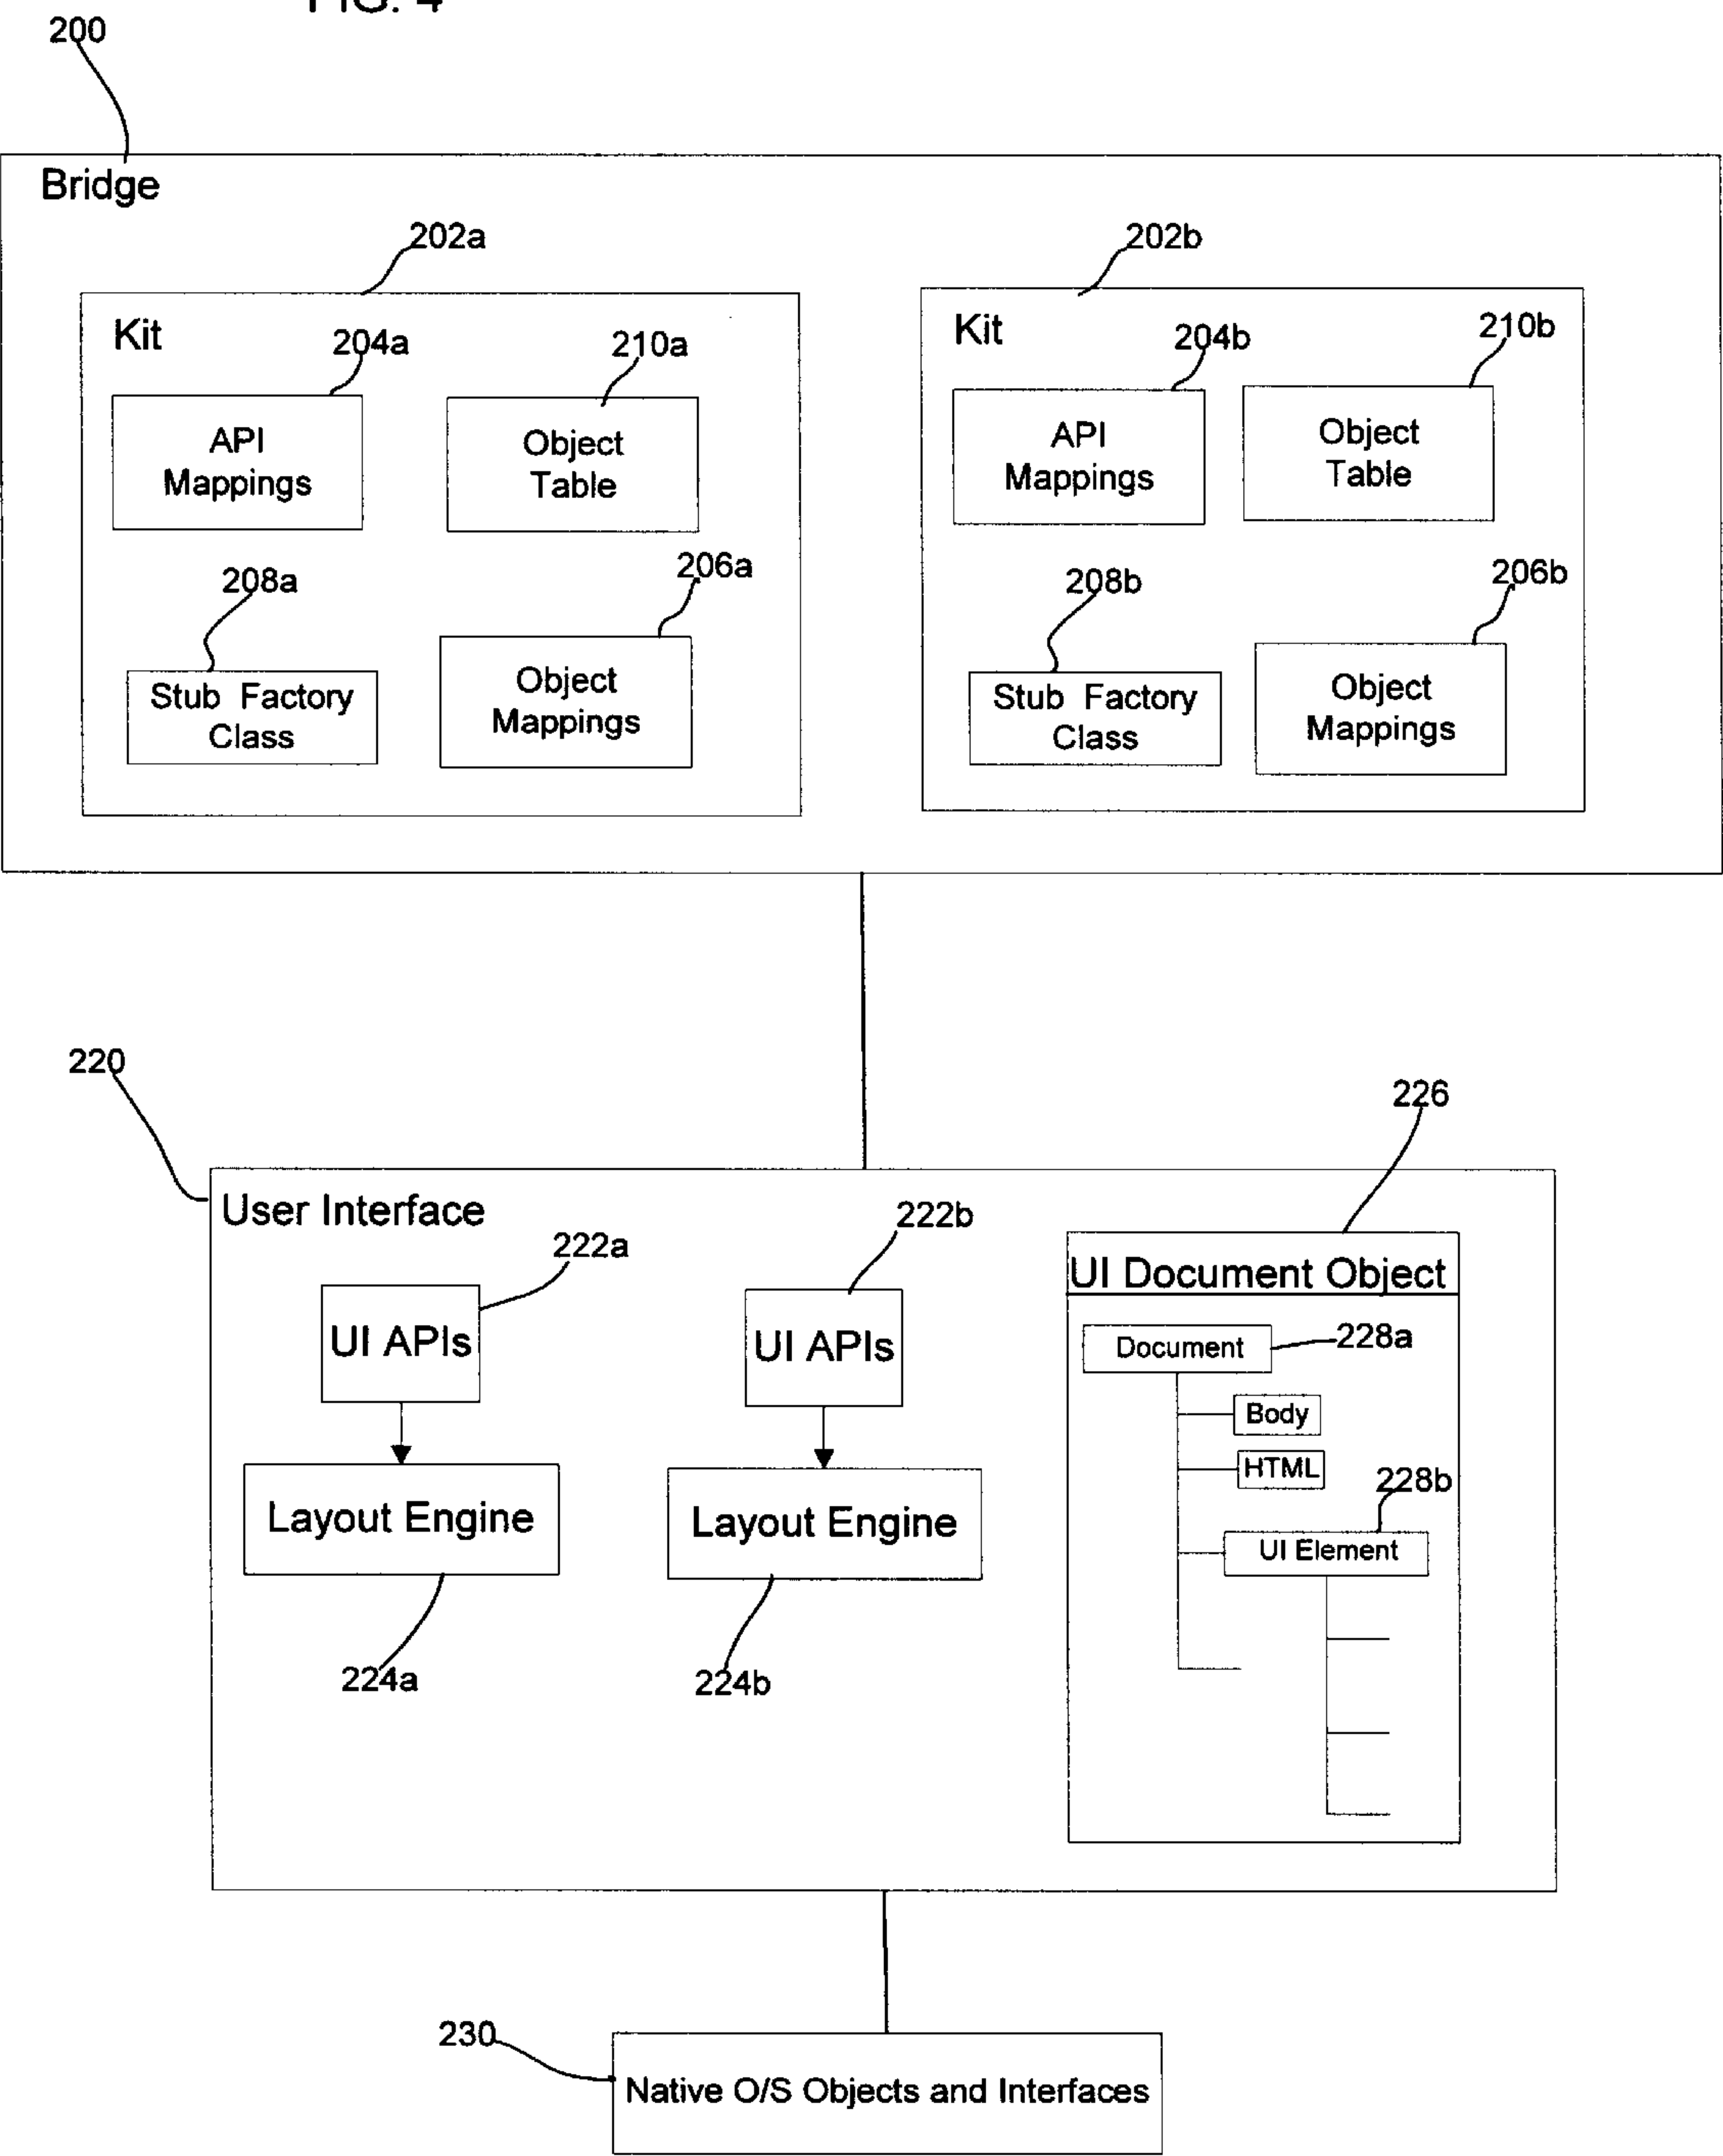 FIG. 4
200
Bridge
202a
202b
Kit
204a
210a
Kit
204b
210b
API
Mappings
Object
Table
API
Mappings
Object
Table
208a
206a
208b
206b
Stub Factory
Class
Object
Mappings
Stub Factory
Class
Object
Mappings
220
226
User Interface
222a
222b
UI Document Object
UI APIs
UI APIs
Document
228a
Body
HTML
228b
Layout Engine
Layout Engine
UI Element
224a
224b
230
Native O/S Objects and Interfaces